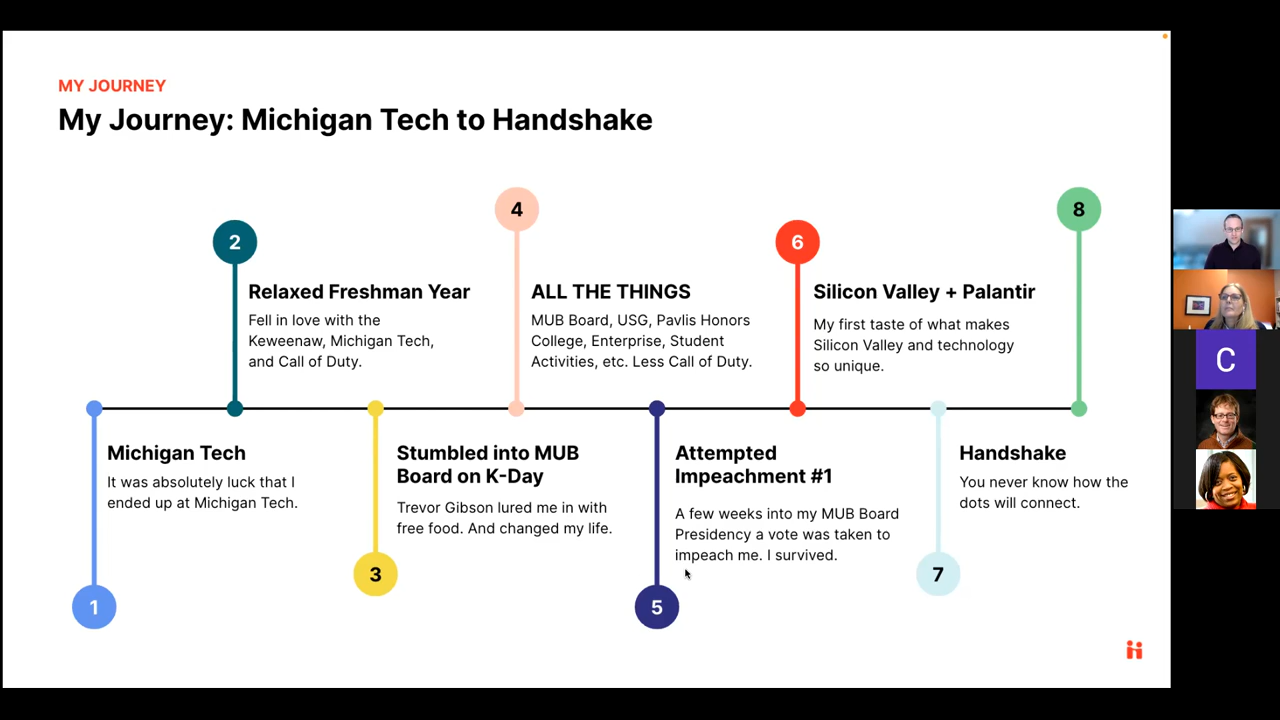 MY JOURNEY
My Journey: Michigan Tech to Handshake
1
Michigan Tech
It was absolutely luck that I
ended up at Michigan Tech.
2
Relaxed Freshman Year
Fell in love with the
Keweenaw, Michigan Tech,
and Call of Duty.
3
Stumbled into MUB
Board on K-Day
Trevor Gibson lured me in with
free food. And changed my life.
4
ALL THE THINGS
MUB Board, USG, Pavlis Honors
College, Enterprise, Student
Activities, etc. Less Call of Duty.
5
Attempted
Impeachment #1
A few weeks into my MUB Board
Presidency a vote was taken to
impeach me. I survived.
6
Silicon Valley + Palantir
My first taste of what makes
Silicon Valley and technology
so unique.
7
Handshake
You never know how the
dots will connect.
8
C